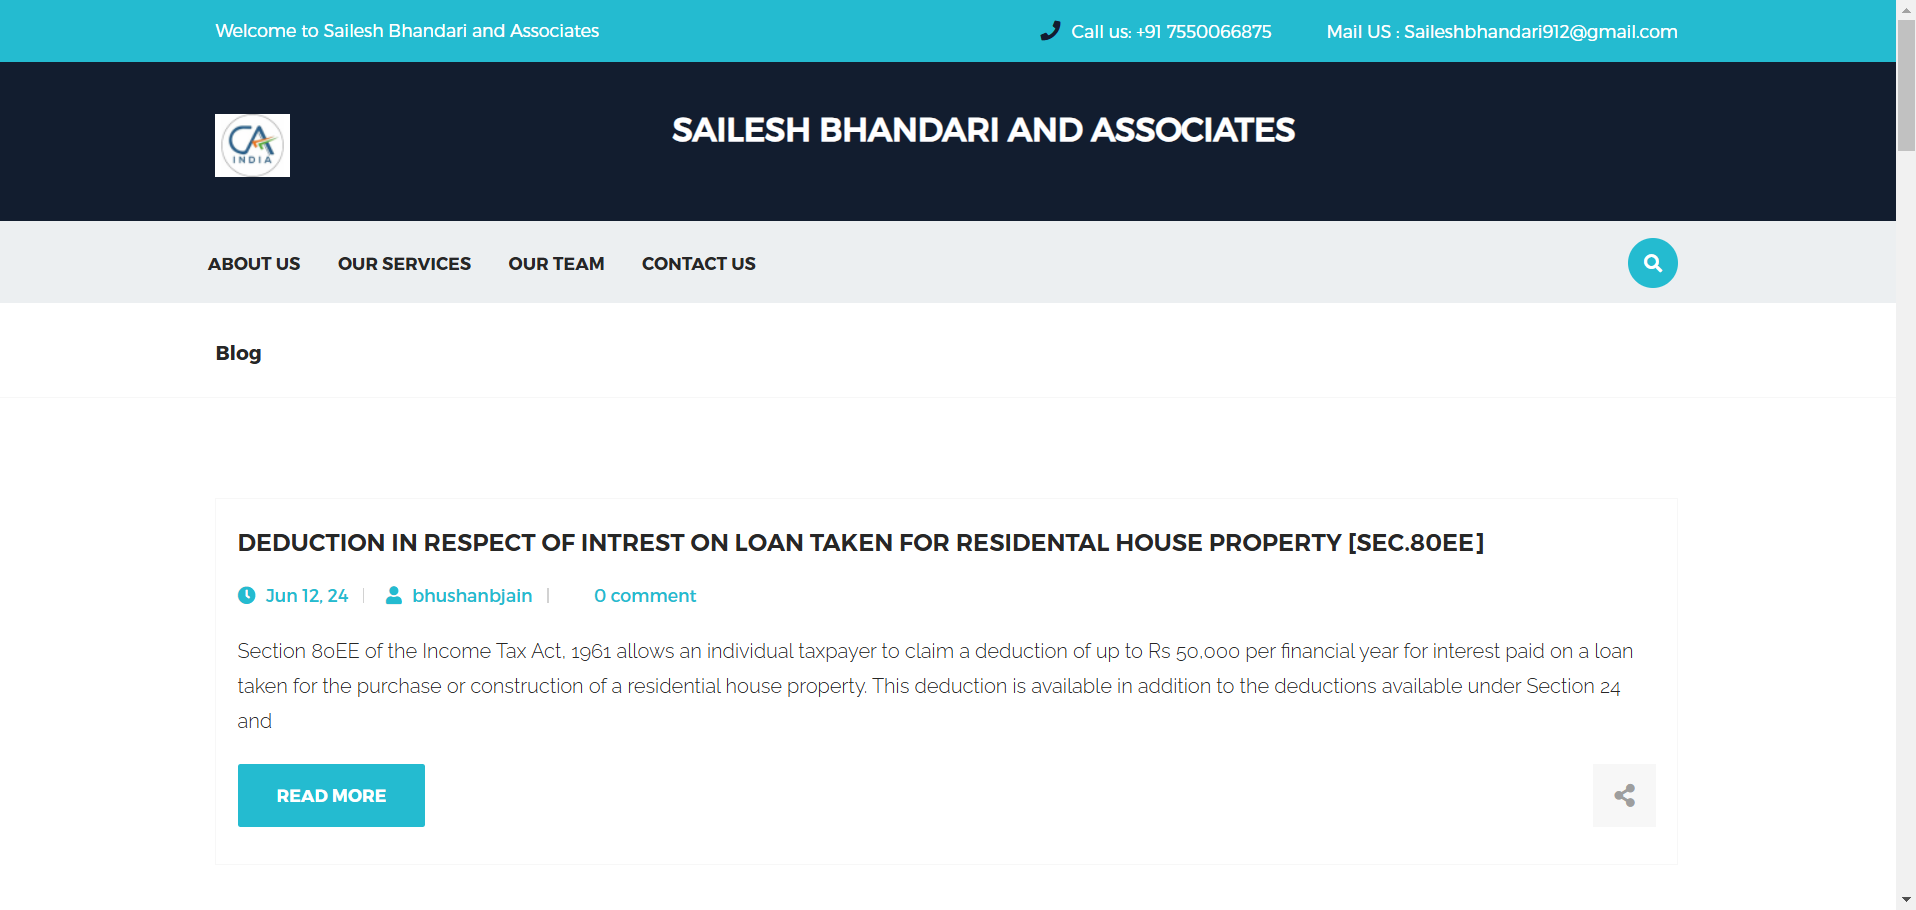 Welcome to Sailesh Bhandari and Associates
Call us: +91 7550066875
Mail US : Saileshbhandari912@gmail.com
CA
INDIA
SAILESH BHANDARI AND ASSOCIATES
ABOUT US
OUR SERVICES
OUR TEAM
CONTACT US
Blog
DEDUCTION IN RESPECT OF INTREST ON LOAN TAKEN FOR RESIDENTAL HOUSE PROPERTY [SEC.80EE]
Jun 12, 24
bhushanbjain
0 comment
Section 80EE of the Income Tax Act, 1961 allows an individual taxpayer to claim a deduction of up to Rs 50,000 per financial year for interest paid on a loan
taken for the purchase or construction of a residential house property. This deduction is available in addition to the deductions available under Section 24
and
READ MORE